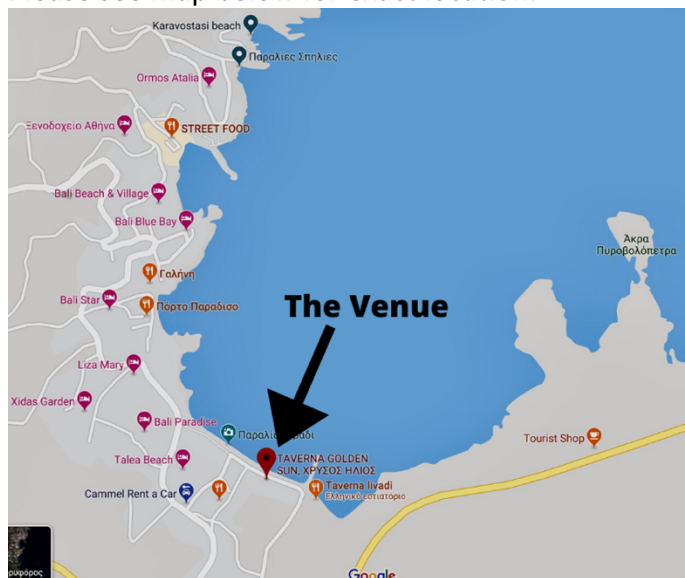 Karavostasi beach
Παραλίες Σπηλιές
Ormos Atalia
STREET FOOD
Ξενοδοχείο Αθήνα
Bali Beach & Village
Bali Blue Bay
Άκρα
Πυροβολόπετρα
Γαλήνη
Bali Star
Πόρτο Παραδισο
The Venue
Liza Mary
Xidas Garden
Bali Paradise
Tourist Shop
Talea Beach
TAVERNA GOLDEN
SUN, ΧΡΥΣΟΣ ΗΛΙΟΣ
Cammel Rent a Car
Taverna livadi
Ελληνικό εστιατόριο
Google